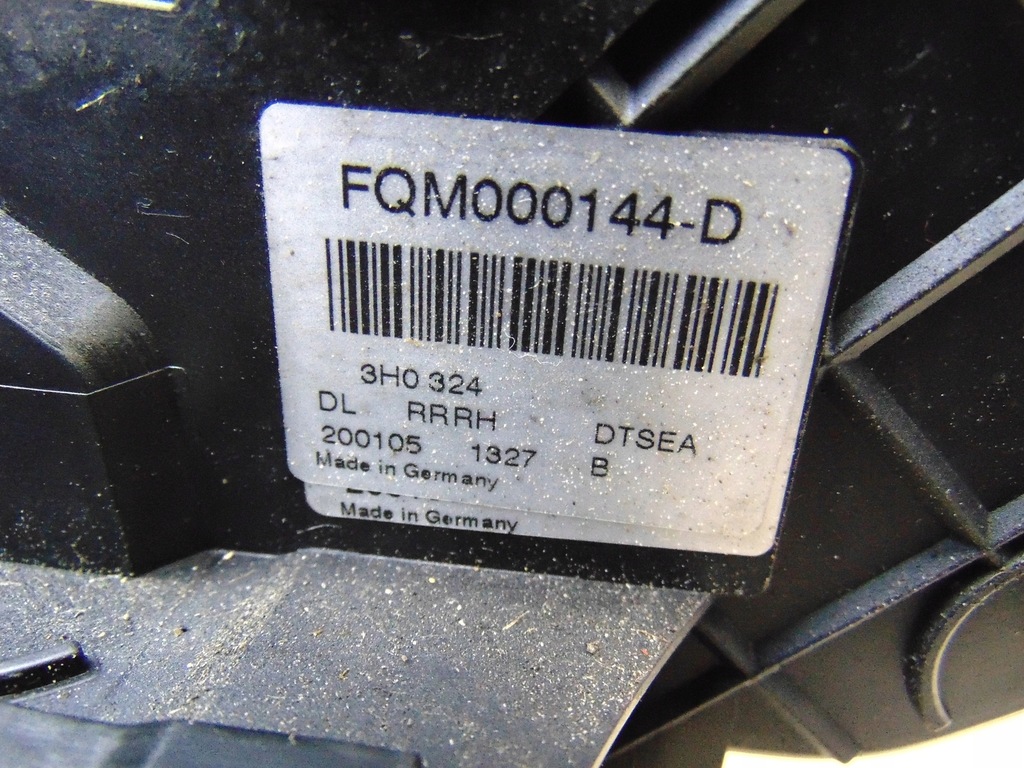 FQM000144-D
3H0 324
DL RRRH DTSEA
200105 1327 B
Made in Germany
Made in Germany